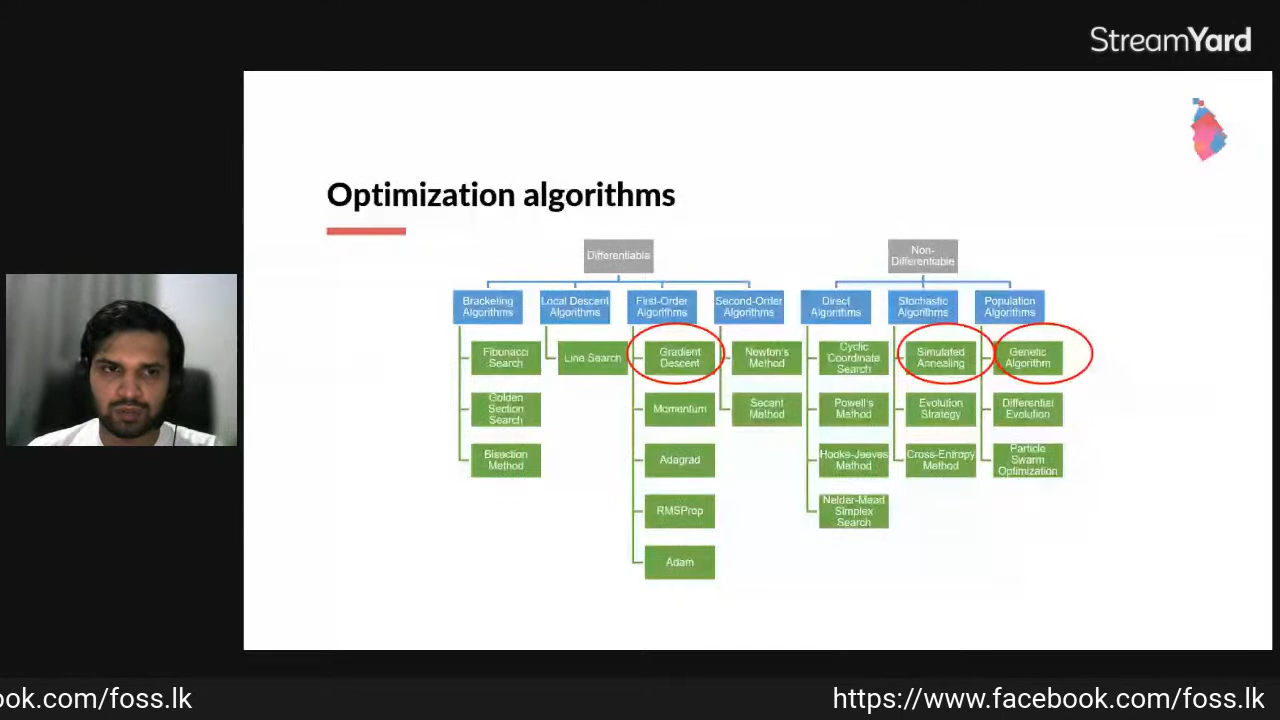 StreamYard
Optimization algorithms
Differentiable
Non-
Differentiable
Bracketing
Algorithms
Local Descent
Algorithms
First-Order
Algorithms
Second-Order
Algorithms
Direct
Algorithms
Stochastic
Algorithms
Population
Algorithms
Fibonacci
Search
Line Search
Gradient
Descent
Newton's
Method
Cyclic
Coordinate
Search
Simulated
Annealing
Genetic
Algorithm
Golden
Section
Search
Momentum
Secant
Method
Powell's
Method
Evolution
Strategy
Differential
Evolution
Bisection
Method
Adagrad
Hooke-Jeeves
Method
Cross-Entropy
Method
Particle
Swarm
Optimization
RMSProp
Nelder-Mead
Simplex
Search
Adam
ook.com/foss.lk
https://www.facebook.com/foss.lk